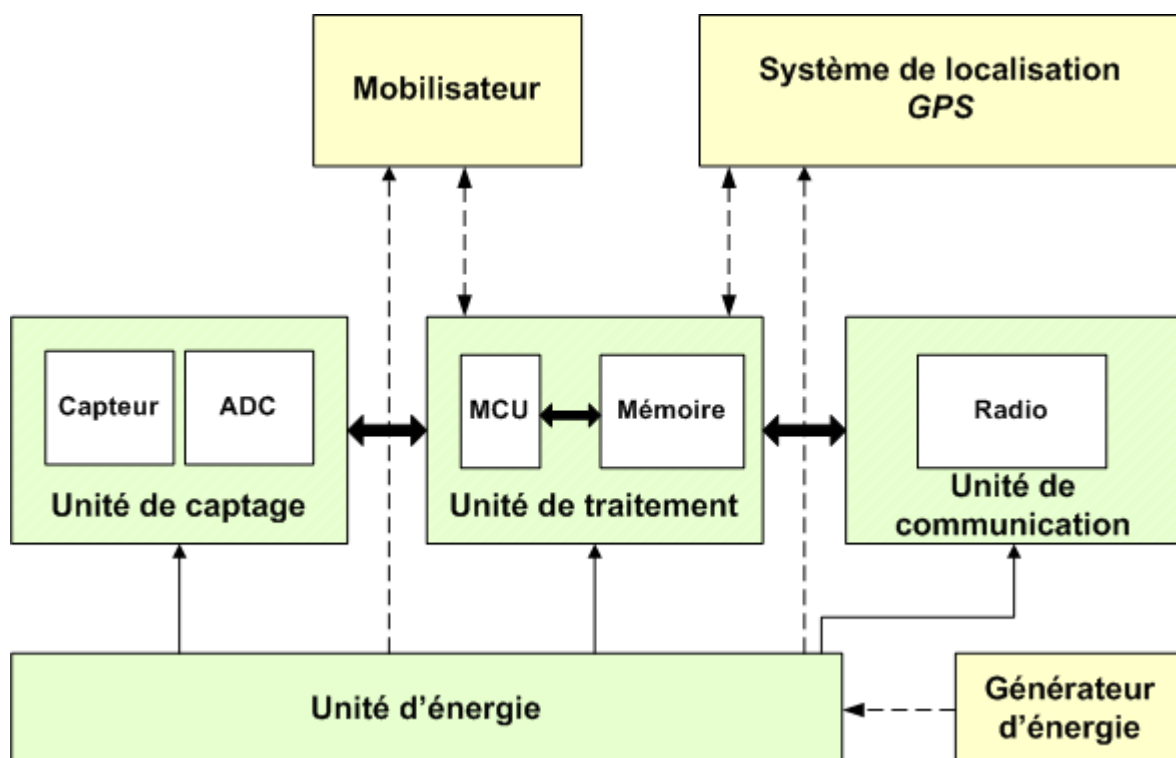 Mobilisateur
Système de localisation
GPS
Capteur
ADC
Unité de captage
MCU
Mémoire
Unité de traitement
Radio
Unité de
communication
Unité d'énergie
Générateur
d'énergie